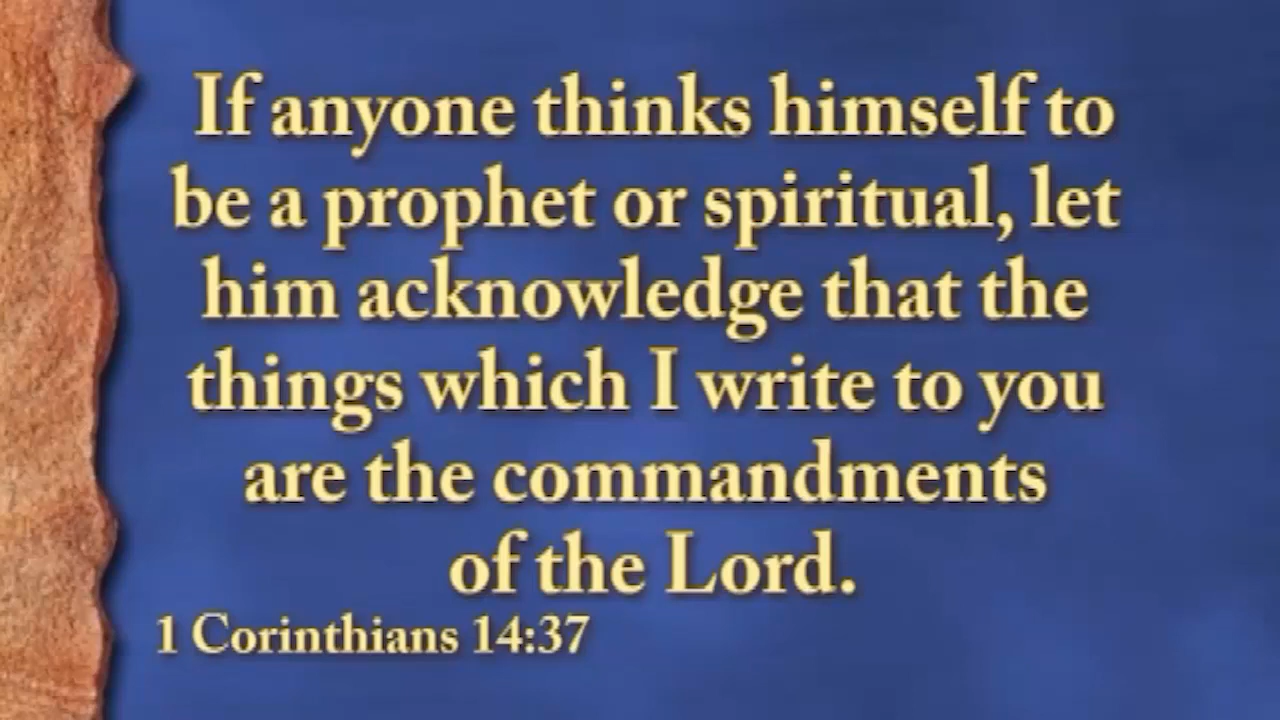 If anyone thinks himself to
be a prophet or spiritual, let
him acknowledge that the
things which I write to you
are the commandments
of the Lord.
1 Corinthians 14:37